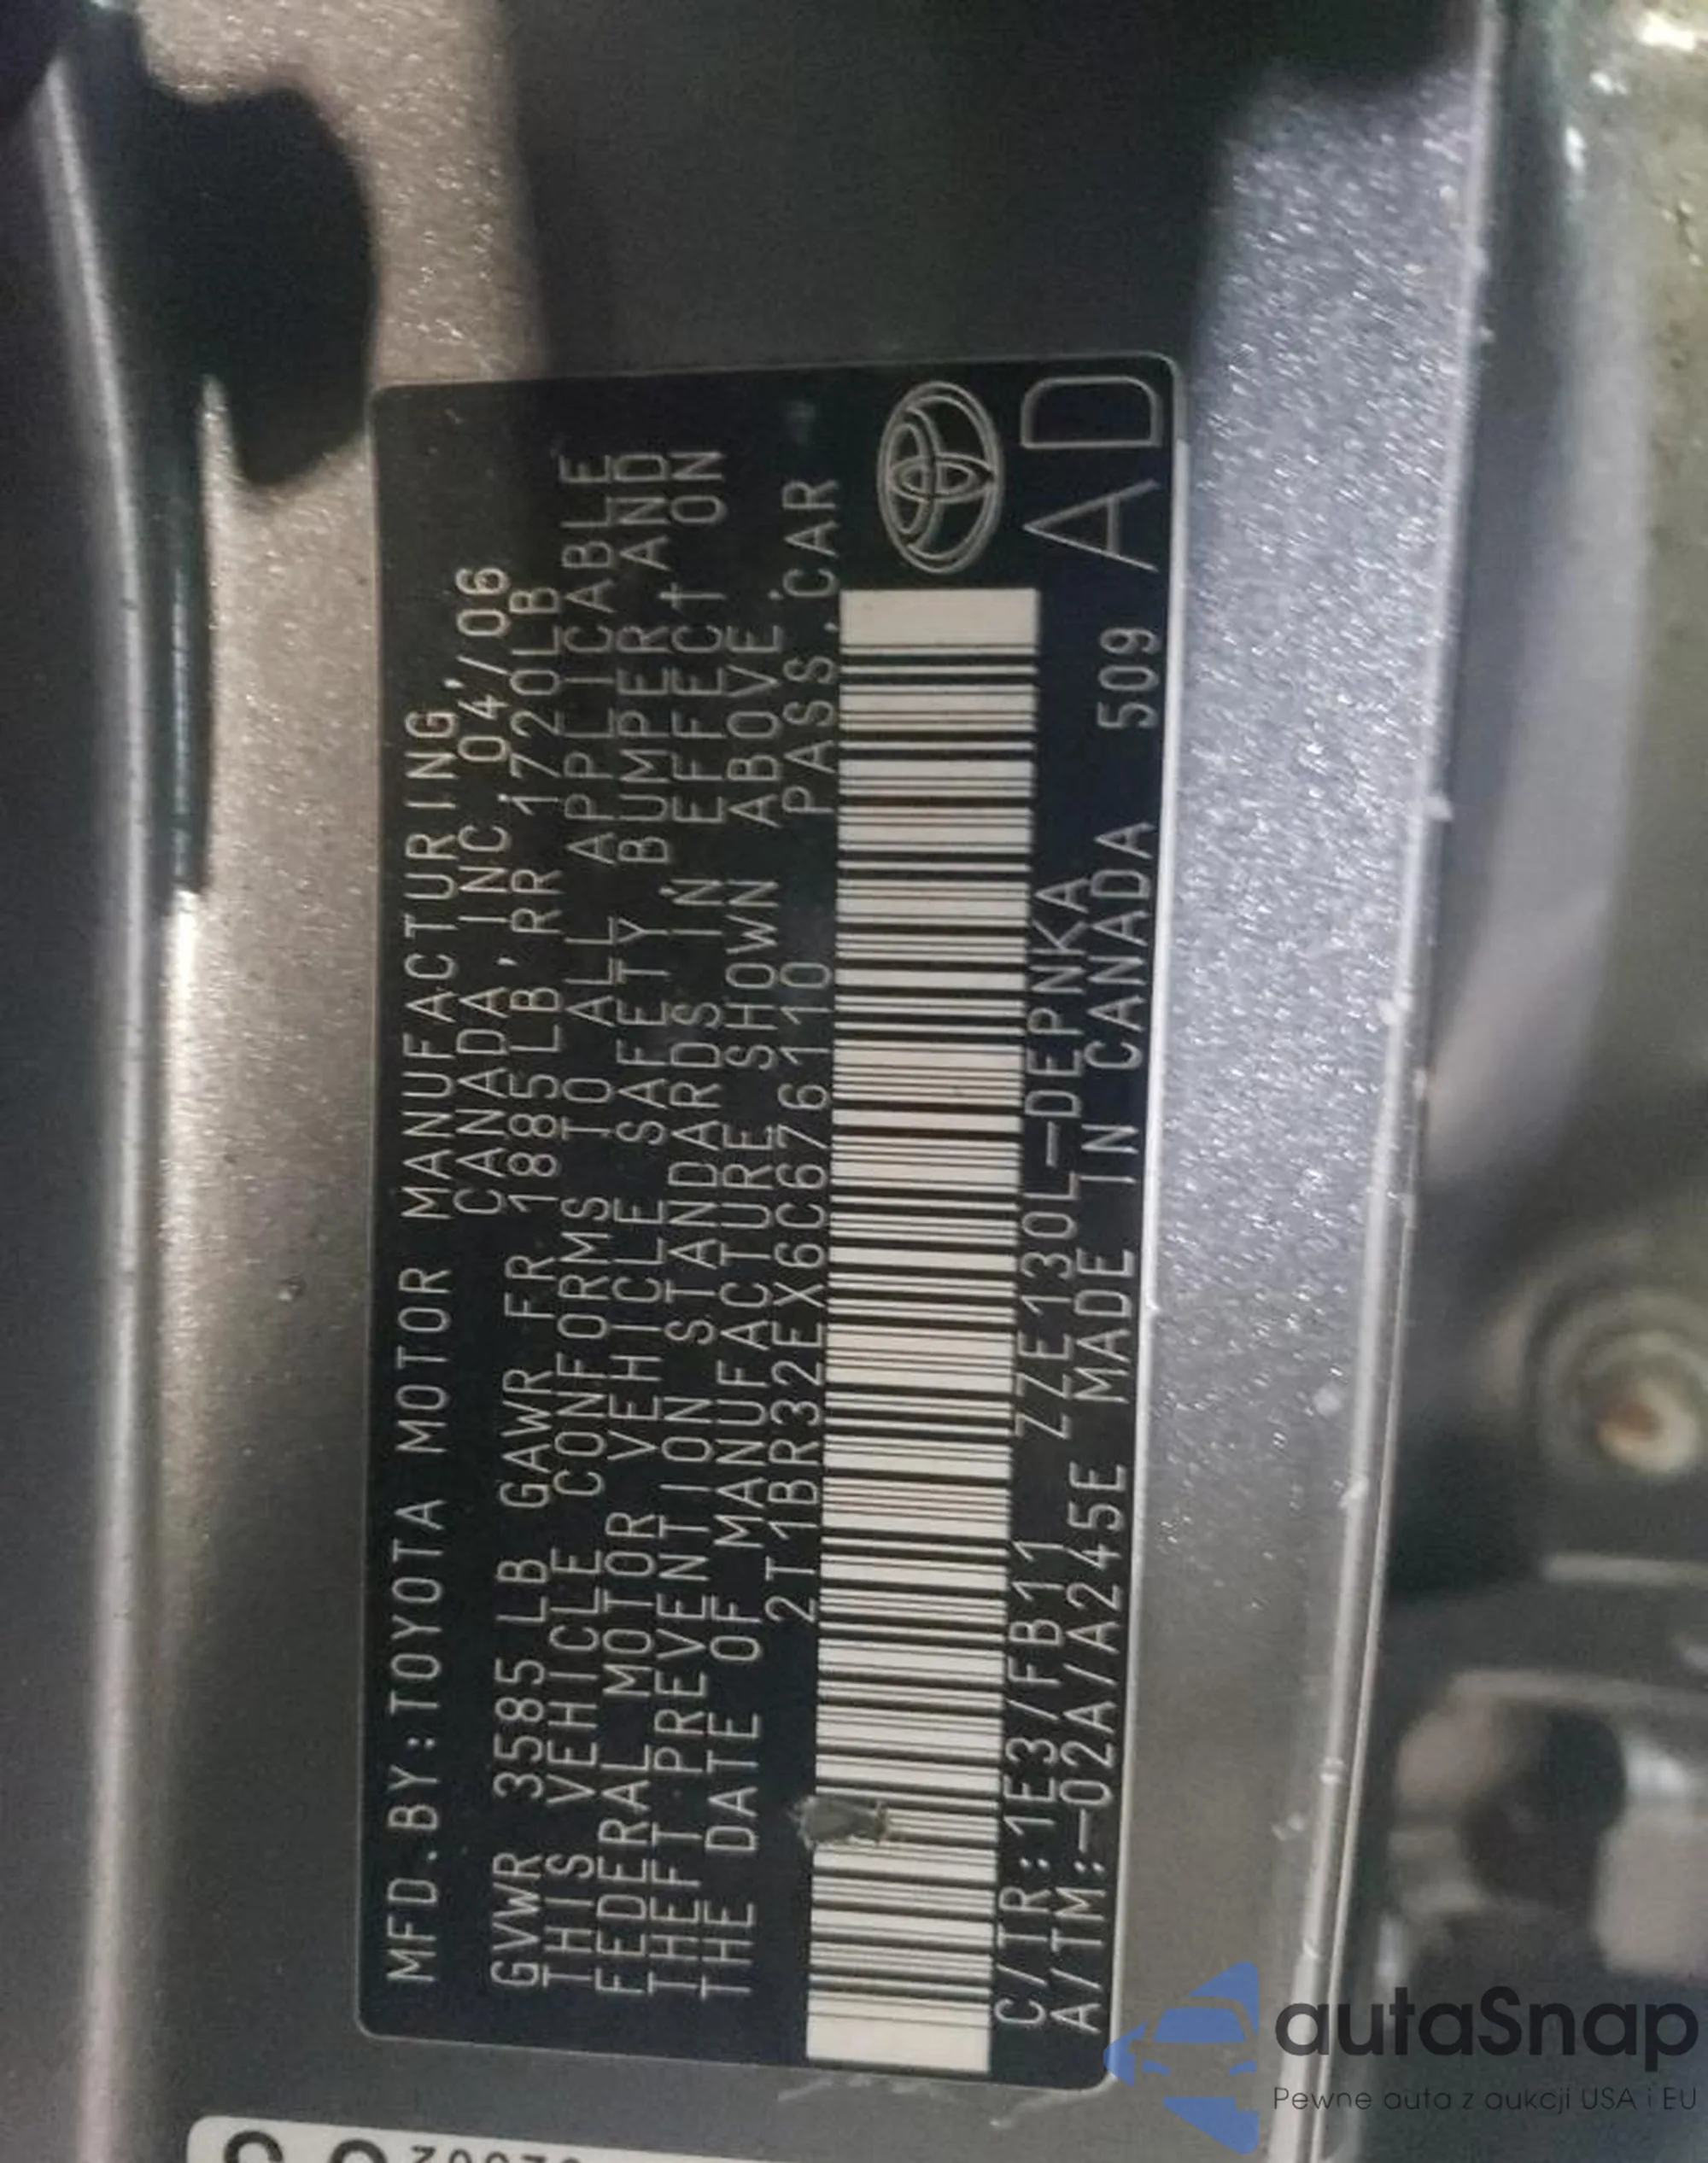 MFD.BY:TOYOTA MOTOR MANUFACTURING
CANADA, INC. 04/06
GVWR 3585 LB GAWR FR 1885LB, RR 1720LB
THIS VEHICLE CONFORMS TO ALL APPLICABLE
FEDERAL MOTOR VEHICLE SAFETY BUMPER AND
THEFT PREVENTION STANDARDS IN EFFECT ON
THE DATE OF MANUFACTURE SHOWN ABOVE.
2T1BR32EX6C676110 PASS.CAR
C/TR:1E3/FB11 ZZE130L-DEPNKA
A/TM:-02A/A245E MADE IN CANADA 509 AD
autaSnap
Pewne auta z aukcji USA i EU